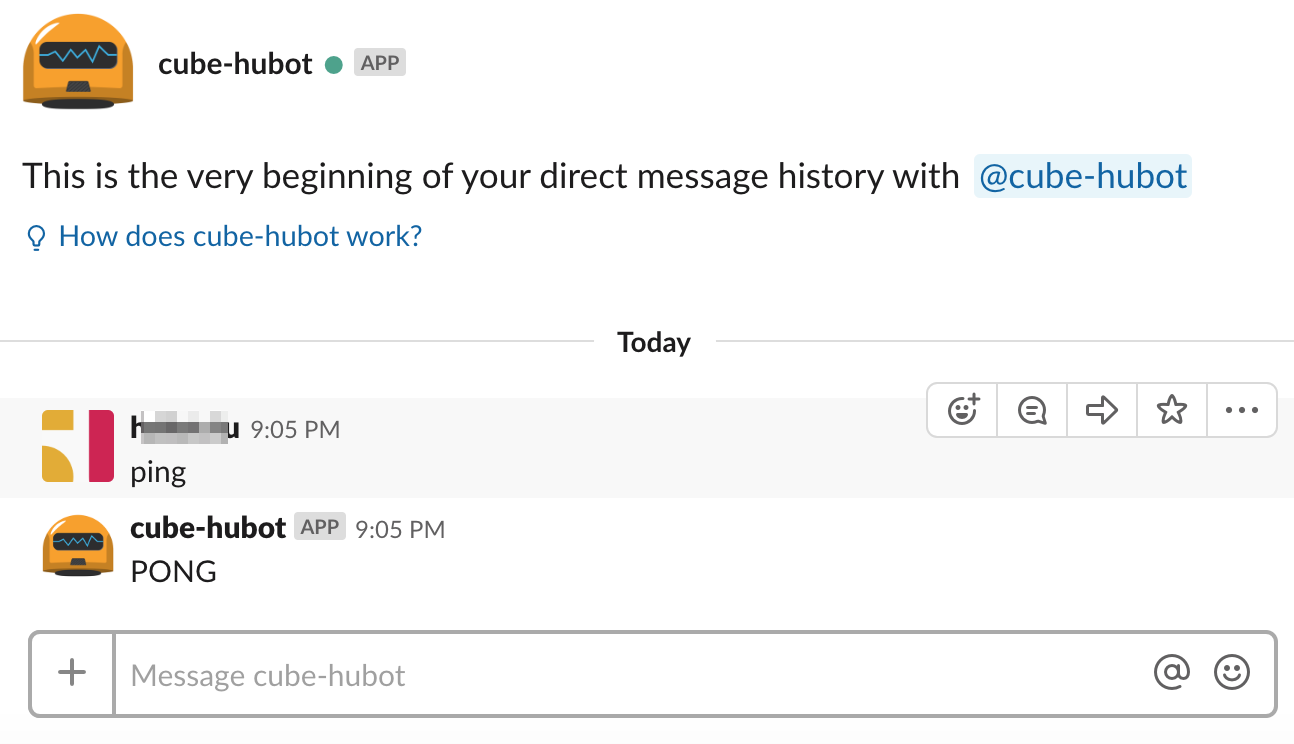 cube-hubot APP
This is the very beginning of your direct message history with @cube-hubot
How does cube-hubot work?
Today
9:05 PM
ping
cube-hubot APP 9:05 PM
PONG
Message cube-hubot